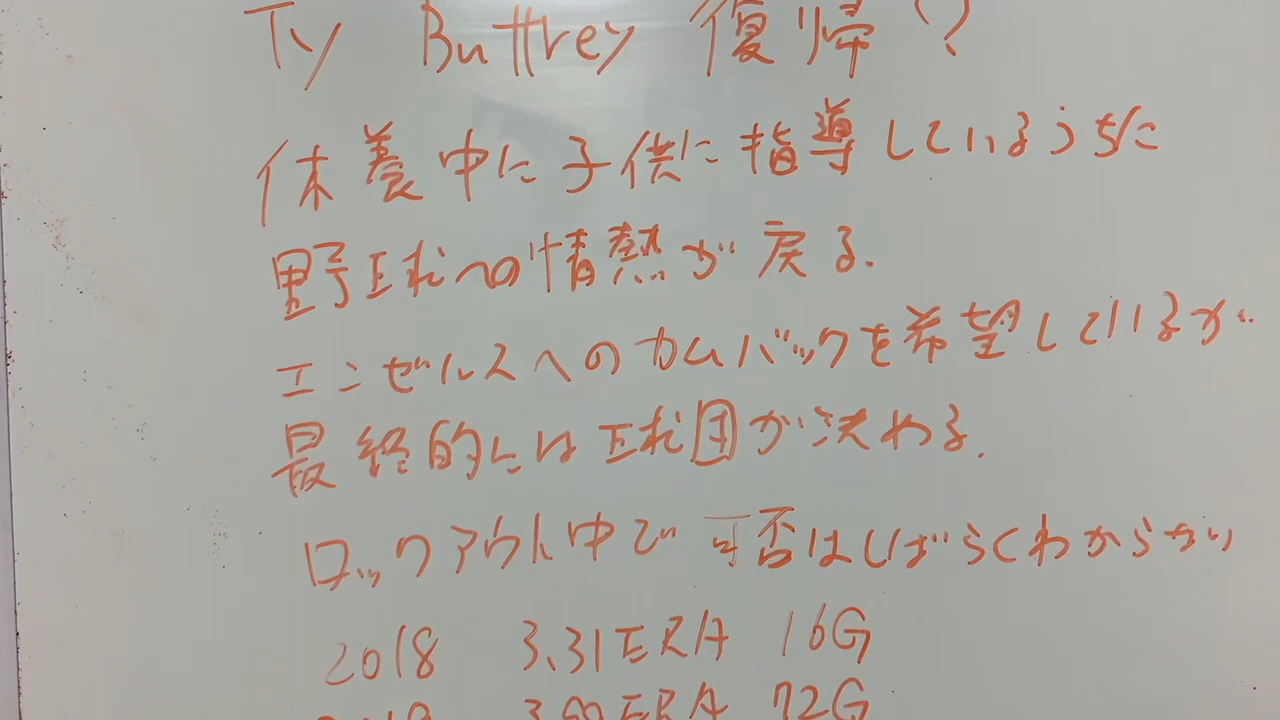 Ty Buttrey 復帰?
休養中に子供に指導しているうちに
野球への情熱が戻る.
エンゼルスへのカムバックを希望しているが..
最終的には球団が決める.
ロックアウト中で可否はしばらくわからない
2018 3.31ERA 16G
72G